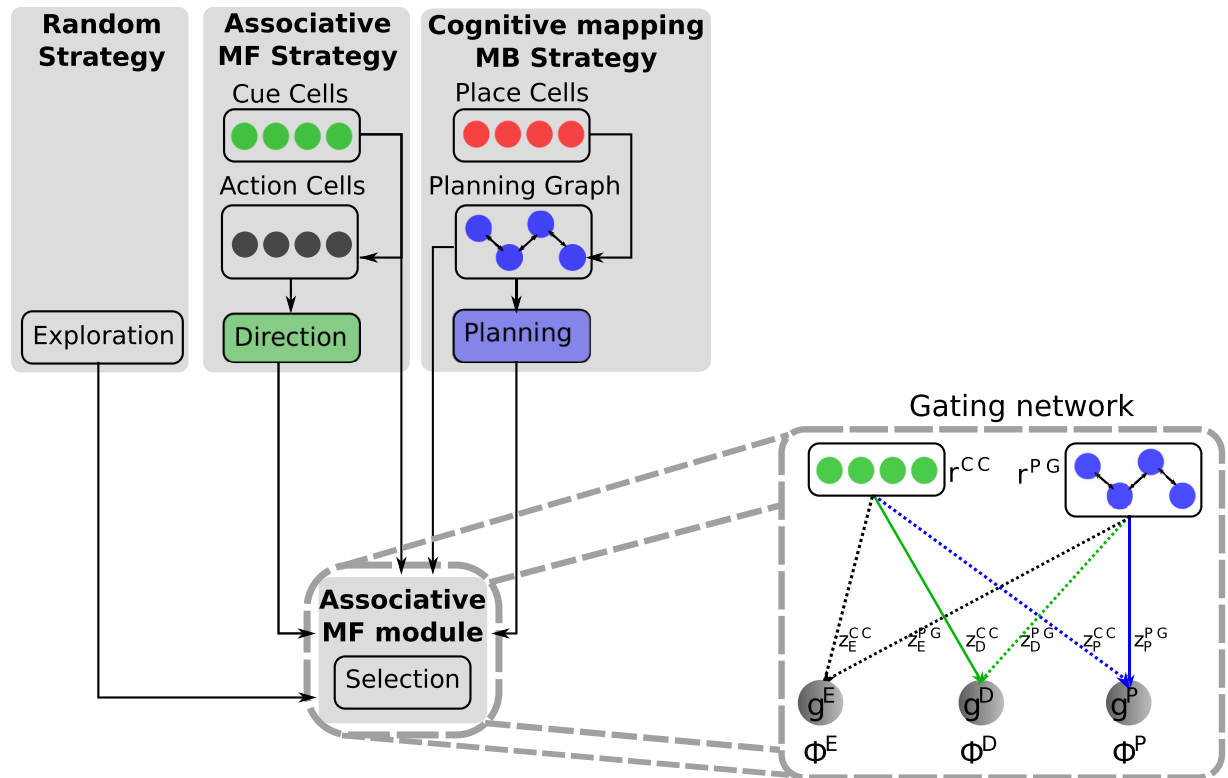 Random
Strategy
Associative
MF Strategy
Cognitive mapping
MB Strategy
Cue Cells
Place Cells
Action Cells
Planning Graph
Exploration
Direction
Planning
Gating network
r^CC
r^PG
Associative
MF module
Selection
z_E^CC
z_E^PG
z_D^CC
z_D^PG
z_P^CC
z_P^PG
g^E
g^D
g^P
Φ^E
Φ^D
Φ^P